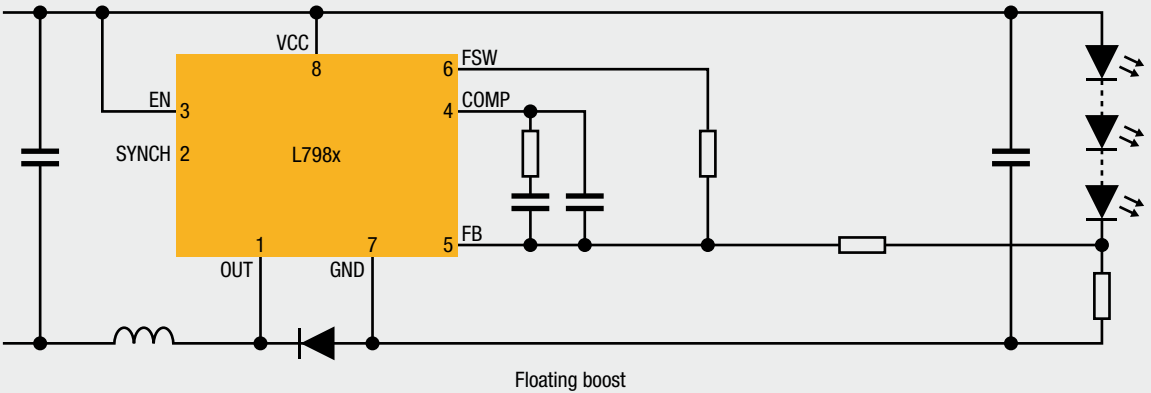 VCC
8
6 FSW
EN 3
4 COMP
SYNCH 2
L798x
1
7
5 FB
OUT
GND
Floating boost